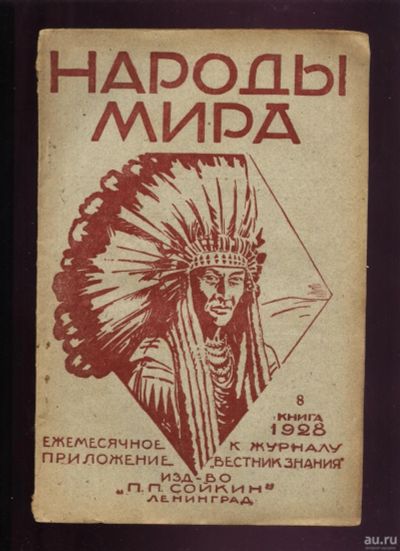 НАРОДЫ
МИРА
8
КНИГА
1928
ЕЖЕМЕСЯЧНОЕ К ЖУРНАЛУ
ПРИЛОЖЕНИЕ „ВЕСТНИК ЗНАНИЯ"
ИЗД-ВО
„П.П. СОЙКИН"
ЛЕНИНГРАД
au.ru